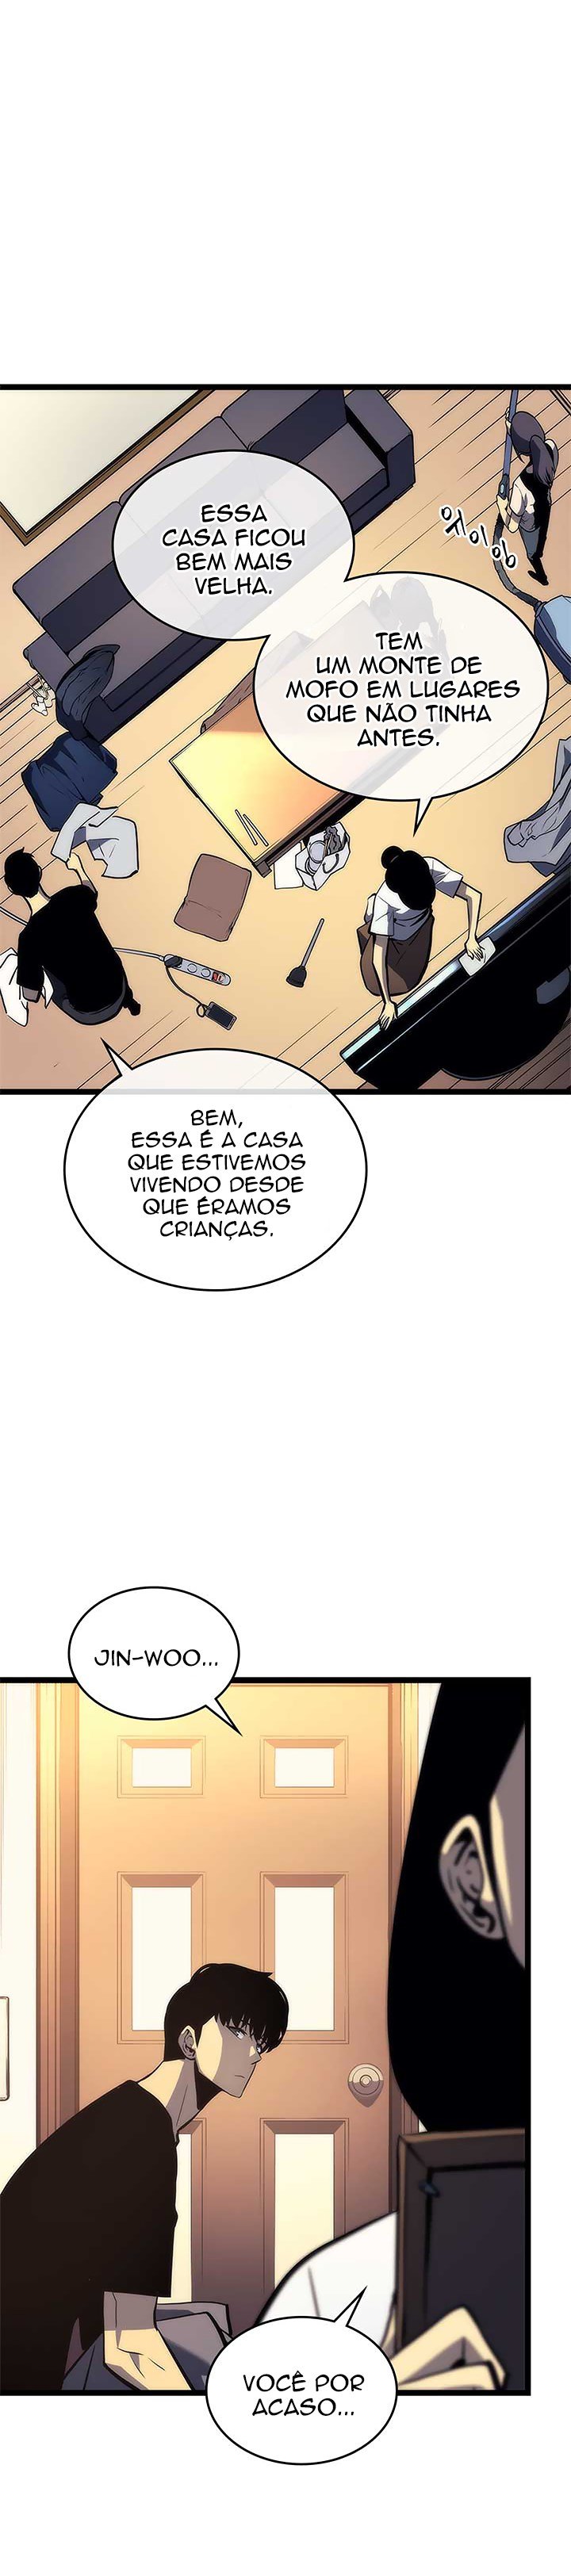 ESSA
CASA FICOU
BEM MAIS
VELHA.
위이잉
TEM
UM MONTE DE
MOFO EM LUGARES
QUE NÃO TINHA
ANTES.
BEM,
ESSA É A CASA
QUE ESTIVEMOS
VIVENDO DESDE
QUE ÉRAMOS
CRIANÇAS.
JIN-WOO...
VOCÊ POR
ACASO...